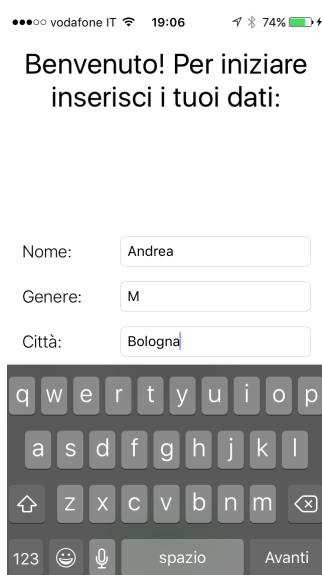 vodafone IT 19:06 74%
Benvenuto! Per iniziare
inserisci i tuoi dati:
Nome: Andrea
Genere: M
Città: Bologna
q w e r t y u i o p
a s d f g h j k l
z x c v b n m
123 spazio Avanti